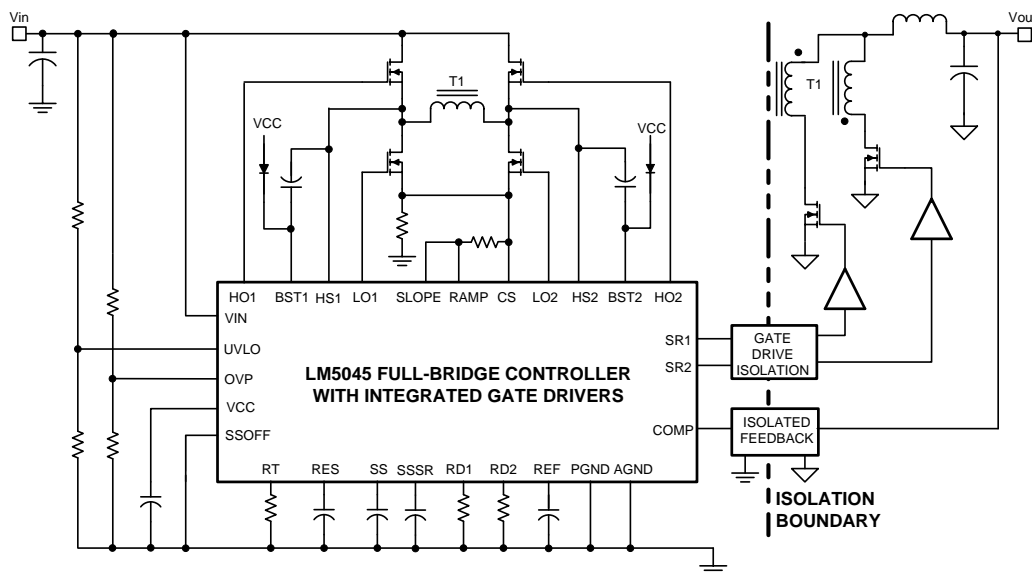 Vin
Vou
T1
T1
VCC
VCC
HO1
BST1
HS1
LO1
SLOPE
RAMP
CS
LO2
HS2
BST2
HO2
VIN
UVLO
OVP
VCC
SSOFF
LM5045 FULL-BRIDGE CONTROLLER
WITH INTEGRATED GATE DRIVERS
SR1
SR2
COMP
GATE
DRIVE
ISOLATION
ISOLATED
FEEDBACK
RT
RES
SS
SSSR
RD1
RD2
REF
PGND
AGND
ISOLATION
BOUNDARY